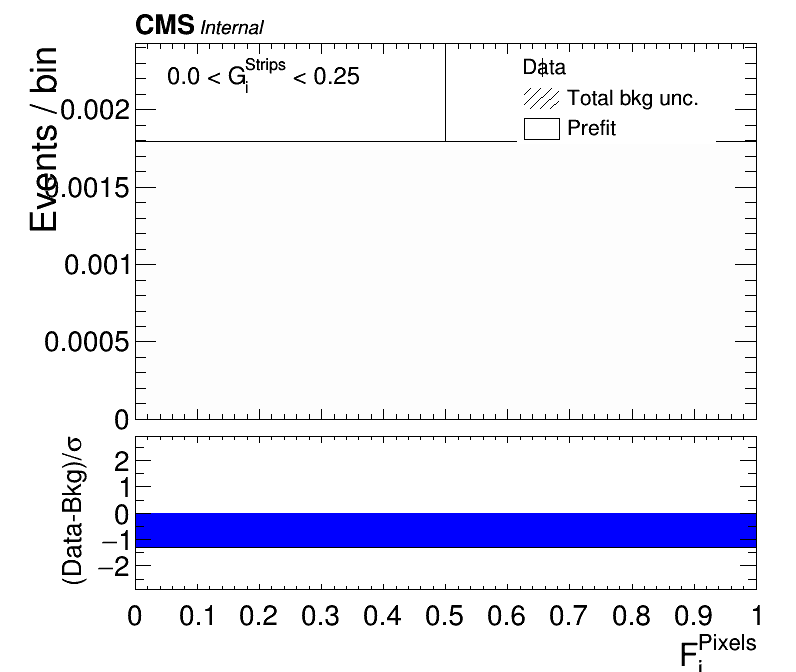 CMS Internal
0.0 < G_i^Strips < 0.25
Data
Total bkg unc.
Prefit
Events / bin
0.002
0.0015
0.001
0.0005
0
(Data-Bkg)/σ
2
1
0
−1
−2
0 0.1 0.2 0.3 0.4 0.5 0.6 0.7 0.8 0.9 1
F_i^Pixels